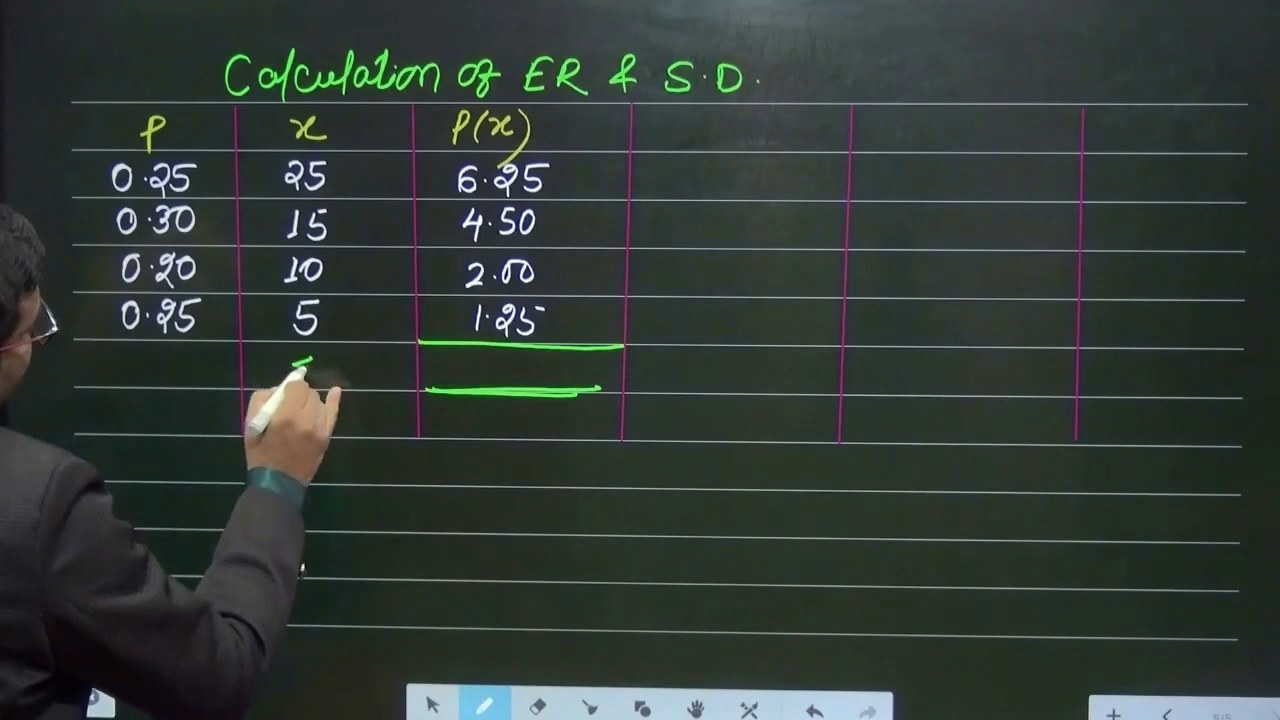 Calculation of ER & S.D.
P x P(x)
0.25 25 6.25
0.30 15 4.50
0.20 10 2.00
0.25 5 1.25